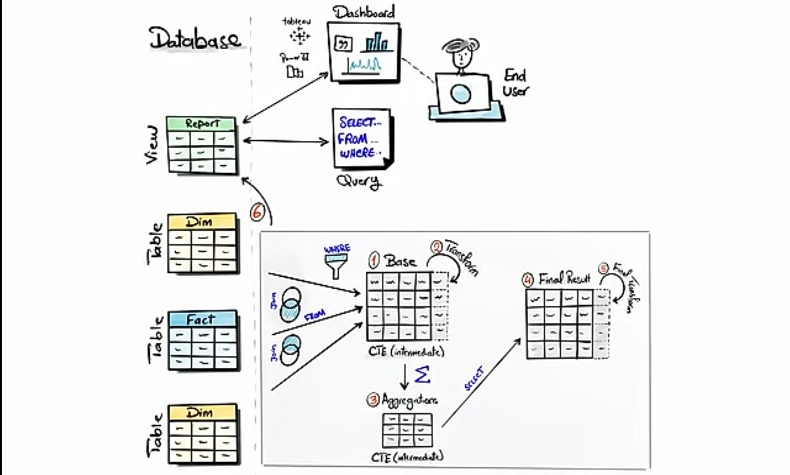 Database
Dashboard
tableau
Power BI
End
User
View
Report
SELECT...
FROM...
WHERE...
Query
6
Table
Dim
Table
Fact
Table
Dim
WHERE
Join
FROM
Join
1 Base
2 Transform
CTE (intermediate)
Σ
3 Aggregations
CTE (intermediate)
SELECT
4 Final Result
5 Final Transform